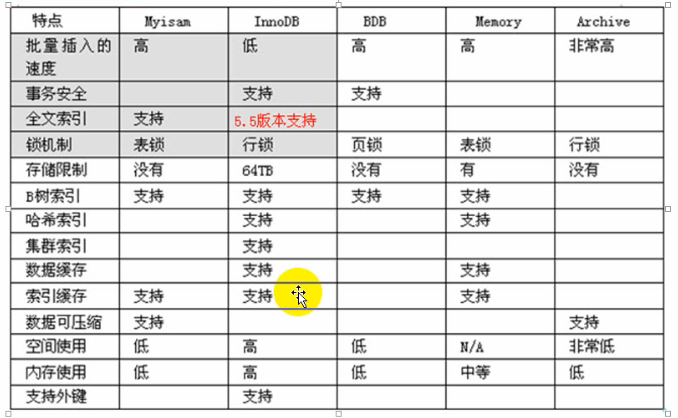 特点 Myisam InnoDB BDB Memory Archive
批量插入的 高 低 高 高 非常高
速度
事务安全 支持 支持
全文索引 支持 5.5版本支持
锁机制 表锁 行锁 页锁 表锁 行锁
存储限制 没有 64TB 没有 有 没有
B树索引 支持 支持 支持 支持
哈希索引 支持 支持
集群索引 支持
数据缓存 支持 支持
索引缓存 支持 支持 支持
数据可压缩 支持 支持
空间使用 低 高 低 N/A 非常低
内存使用 低 高 低 中等 低
支持外键 支持